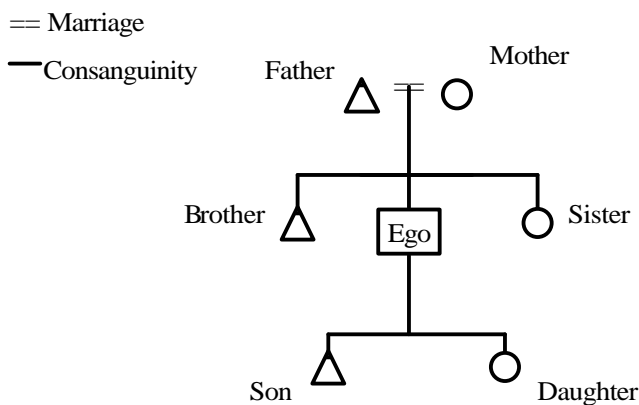 == Marriage
Consanguinity
Father
Mother
==
Brother
Ego
Sister
Son
Daughter